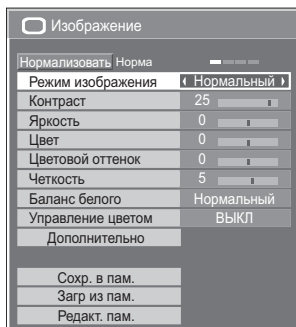 Изображение
Нормализовать Норма
Режим изображения Нормальный
Контраст 25
Яркость 0
Цвет 0
Цветовой оттенок 0
Четкость 5
Баланс белого Нормальный
Управление цветом ВЫКЛ
Дополнительно
Сохр. в пам.
Загр из пам.
Редакт. пам.